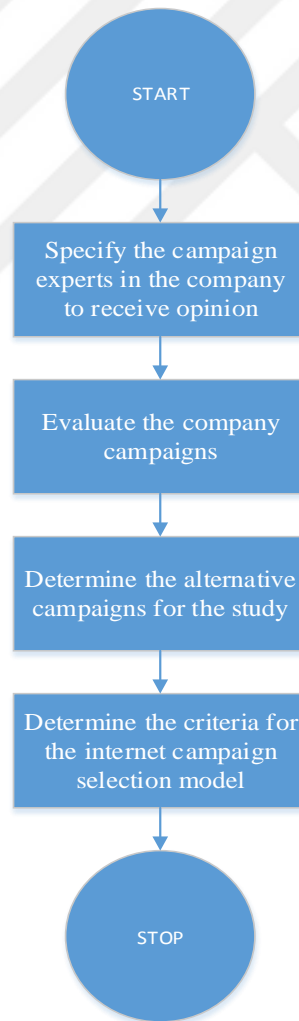 START
Specify the campaign
experts in the company
to receive opinion
Evaluate the company
campaigns
Determine the alternative
campaigns for the study
Determine the criteria for
the internet campaign
selection model
STOP